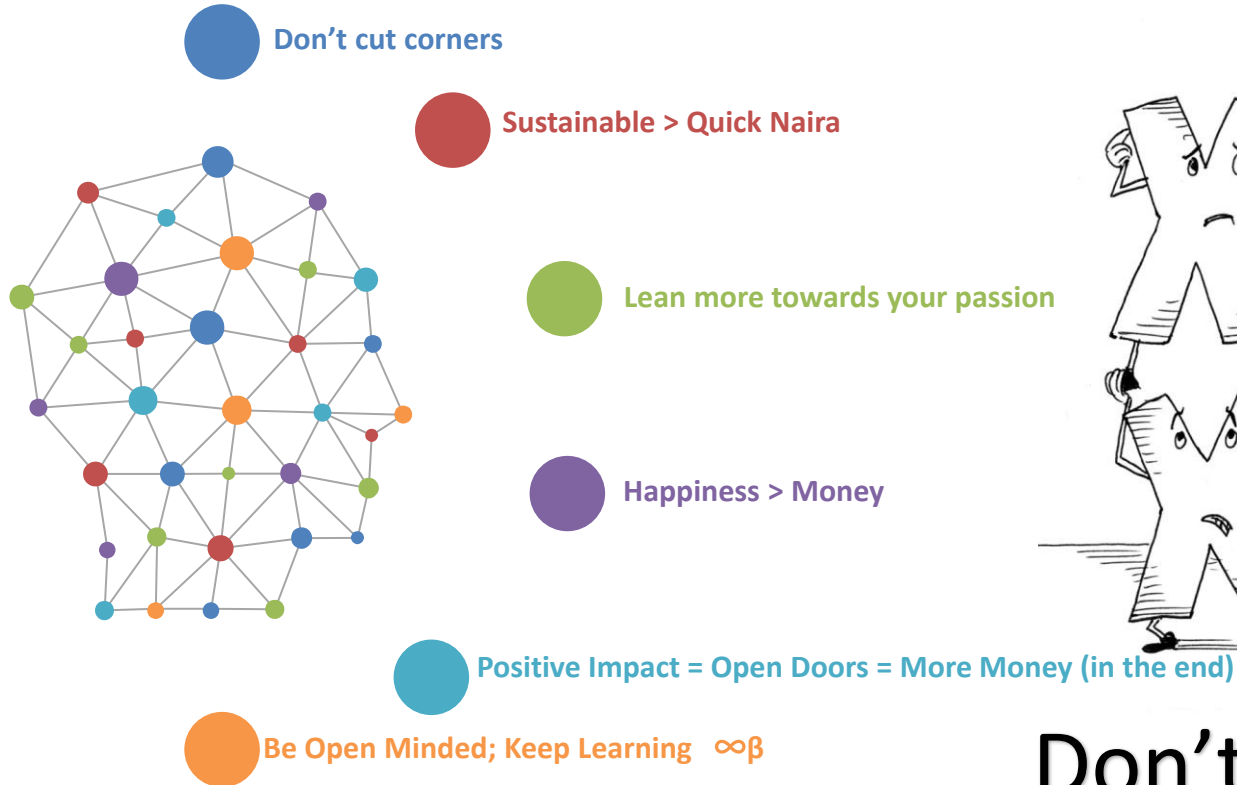 Don’t cut corners
Sustainable > Quick Naira
Lean more towards your passion
Happiness > Money
Positive Impact = Open Doors = More Money (in the end)
Be Open Minded; Keep Learning ∞β
Don’t